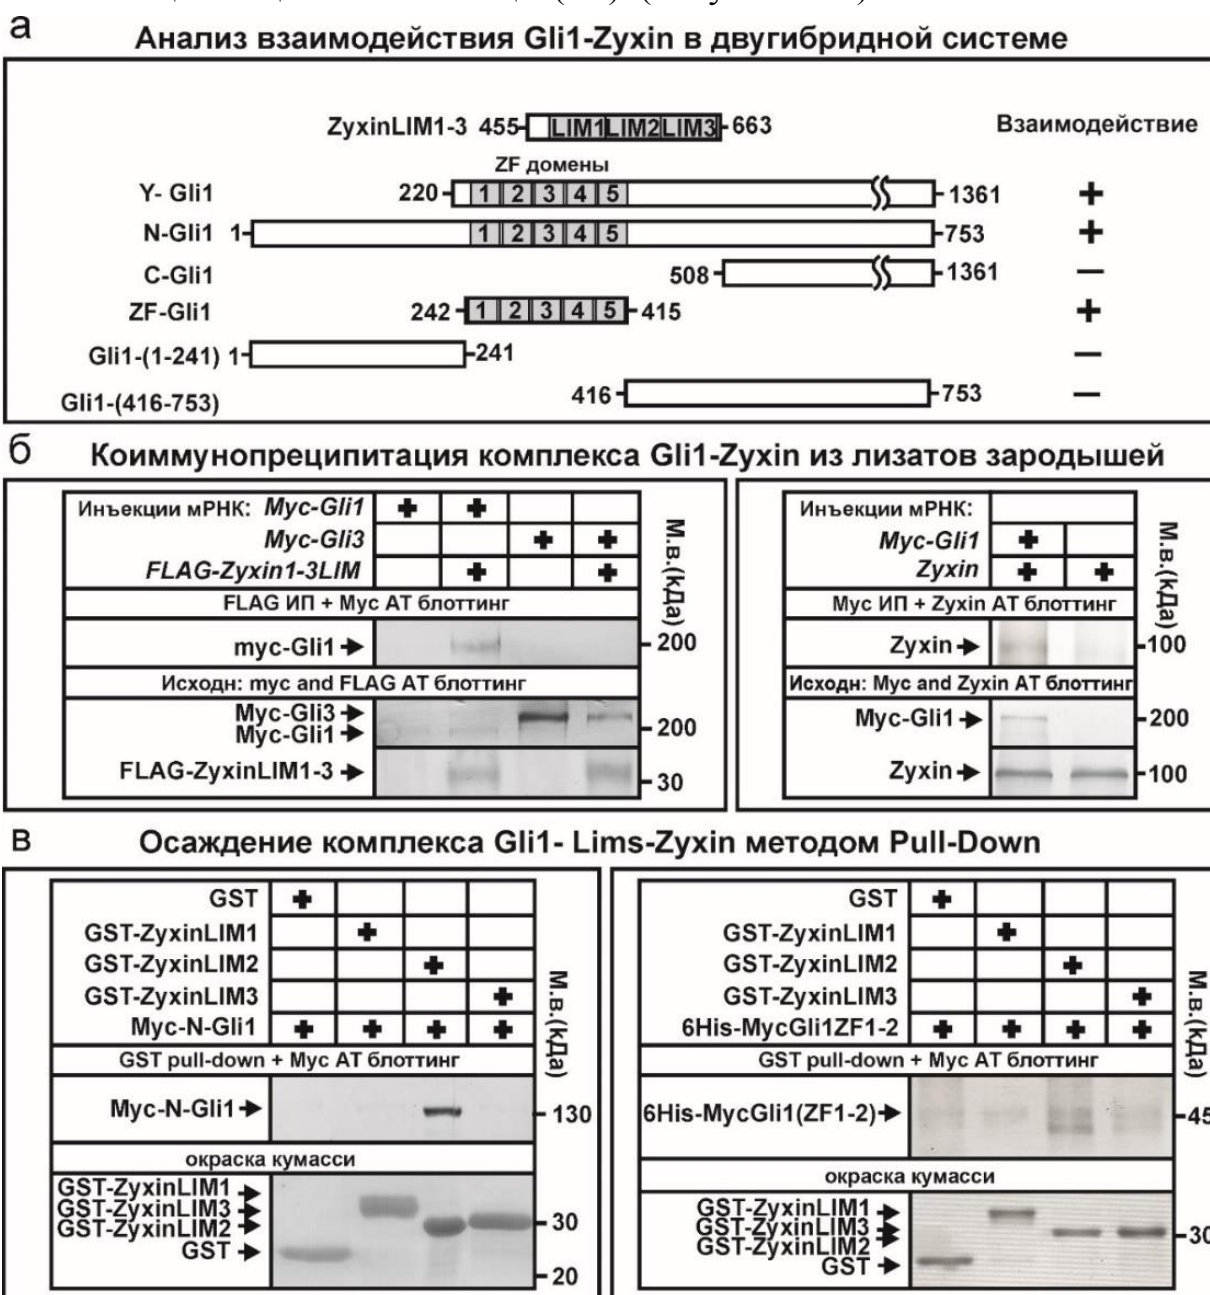 а
Анализ взаимодействия Gli1-Zyxin в двугибридной системе
ZyxinLIM1-3 455 LIM1 LIM2 LIM3 663 Взаимодействие
ZF домены
Y- Gli1 220 1 2 3 4 5 1361 +
N-Gli1 1 1 2 3 4 5 753 +
C-Gli1 508 1361 —
ZF-Gli1 242 1 2 3 4 5 415 +
Gli1-(1-241) 1 241 —
Gli1-(416-753) 416 753 —
б
Коиммунопреципитация комплекса Gli1-Zyxin из лизатов зародышей
Инъекции мРНК: Myc-Gli1 + +
Myc-Gli3 + +
FLAG-Zyxin1-3LIM + +
М.в.(kДа)
FLAG ИП + Myc АТ блоттинг
myc-Gli1 200
Исходн: myc and FLAG АТ блоттинг
Myc-Gli3
Myc-Gli1 200
FLAG-ZyxinLIM1-3 30
Инъекции мРНК:
Myc-Gli1 +
Zyxin + +
М.в.(kДа)
Myc ИП + Zyxin АТ блоттинг
Zyxin 100
Исходн: Myc and Zyxin АТ блоттинг
Myc-Gli1 200
Zyxin 100
в
Осаждение комплекса Gli1- Lims-Zyxin методом Pull-Down
GST +
GST-ZyxinLIM1 +
GST-ZyxinLIM2 +
GST-ZyxinLIM3 +
Myc-N-Gli1 + + + +
М.в.(kДа)
GST pull-down + Myc АТ блоттинг
Myc-N-Gli1 130
окраска кумасси
GST-ZyxinLIM1
GST-ZyxinLIM3
GST-ZyxinLIM2 30
GST
20
GST +
GST-ZyxinLIM1 +
GST-ZyxinLIM2 +
GST-ZyxinLIM3 +
6His-MycGli1ZF1-2 + + + +
М.в.(kДа)
GST pull-down + Myc АТ блоттинг
6His-MycGli1(ZF1-2) 45
окраска кумасси
GST-ZyxinLIM1
GST-ZyxinLIM3 30
GST-ZyxinLIM2
GST